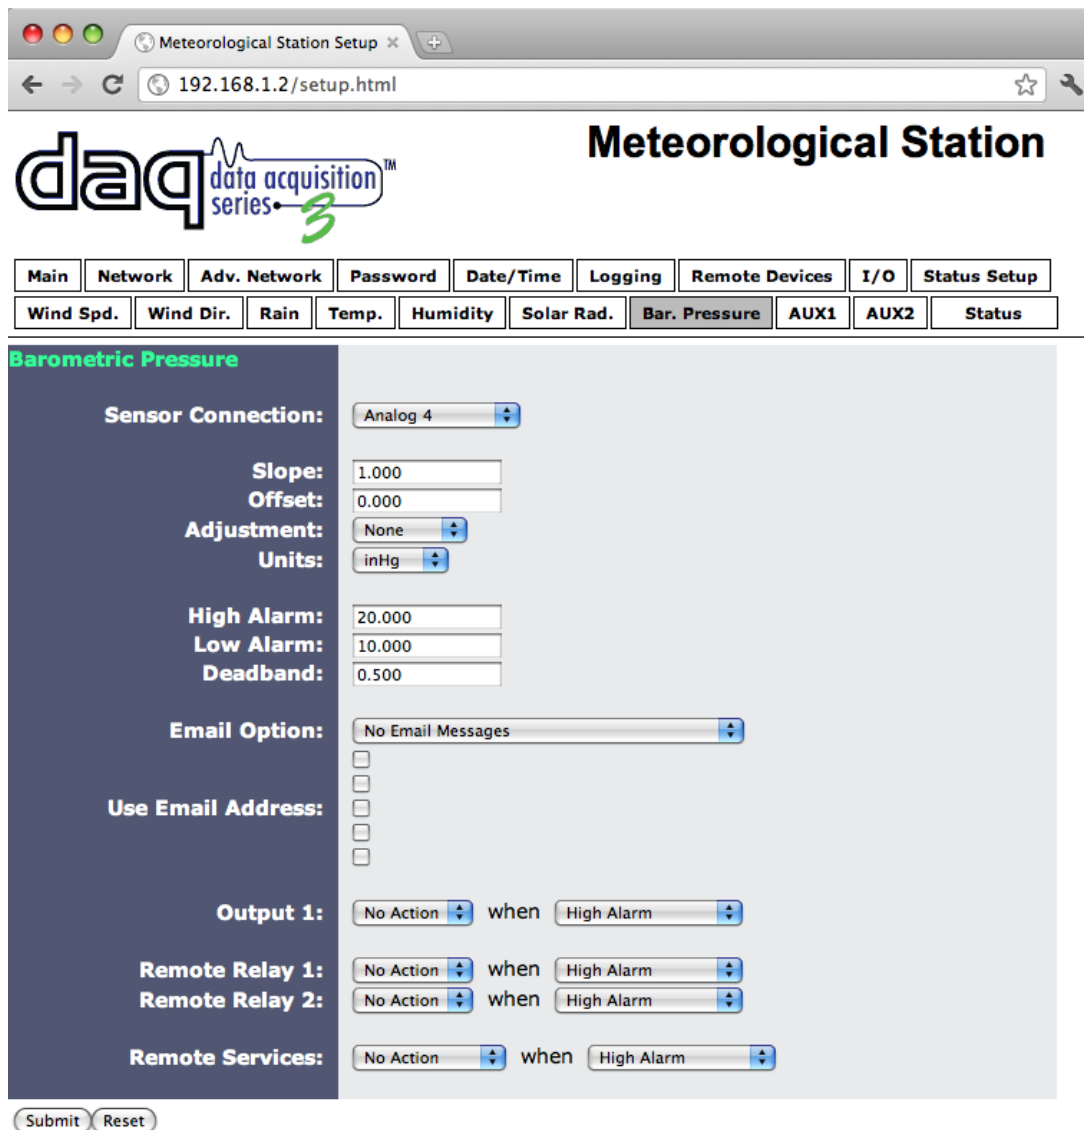 Meteorological Station Setup
192.168.1.2/setup.html
daq data acquisition series 3 ™
Meteorological Station
Main Network Adv. Network Password Date/Time Logging Remote Devices I/O Status Setup
Wind Spd. Wind Dir. Rain Temp. Humidity Solar Rad. Bar. Pressure AUX1 AUX2 Status
Barometric Pressure
Sensor Connection: Analog 4
Slope: 1.000
Offset: 0.000
Adjustment: None
Units: inHg
High Alarm: 20.000
Low Alarm: 10.000
Deadband: 0.500
Email Option: No Email Messages
Use Email Address:
Output 1: No Action when High Alarm
Remote Relay 1: No Action when High Alarm
Remote Relay 2: No Action when High Alarm
Remote Services: No Action when High Alarm
Submit Reset